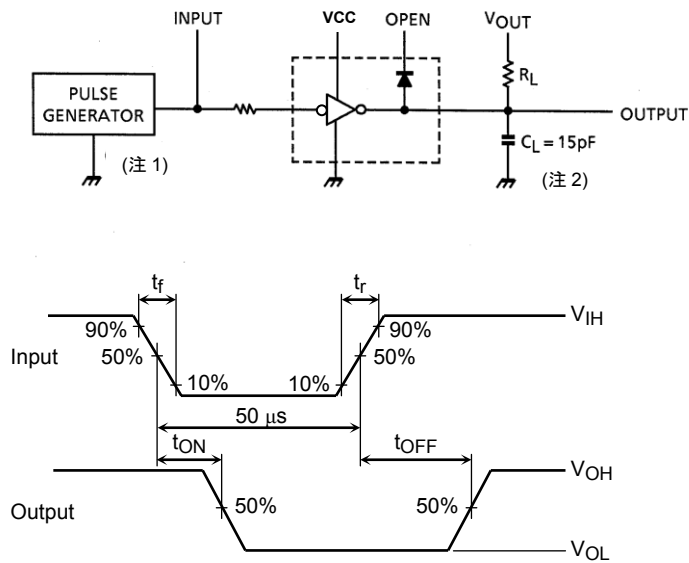 INPUT
VCC
OPEN
VOUT
PULSE
GENERATOR
RL
OUTPUT
CL = 15pF
(注 1)
(注 2)
tf
tr
VIH
90%
90%
Input
50%
50%
10%
10%
50 μs
tON
tOFF
VOH
Output
50%
50%
VOL